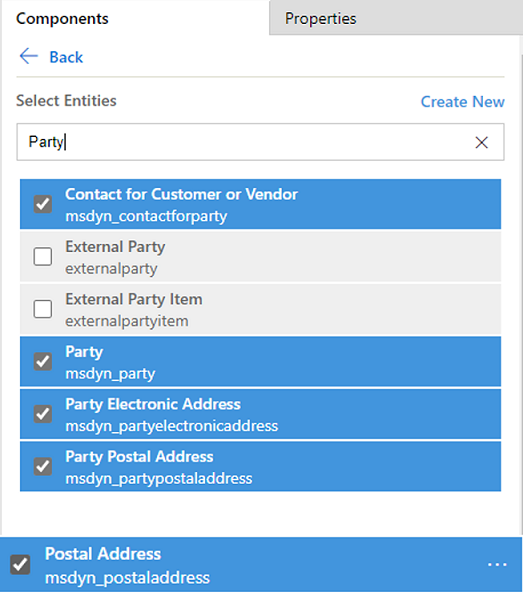 Components
Properties
Back
Select Entities
Create New
Party
Contact for Customer or Vendor
msdyn_contactforparty
External Party
externalparty
External Party Item
externalpartyitem
Party
msdyn_party
Party Electronic Address
msdyn_partyelectronicaddress
Party Postal Address
msdyn_partypostaladdress
Postal Address
msdyn_postaladdress